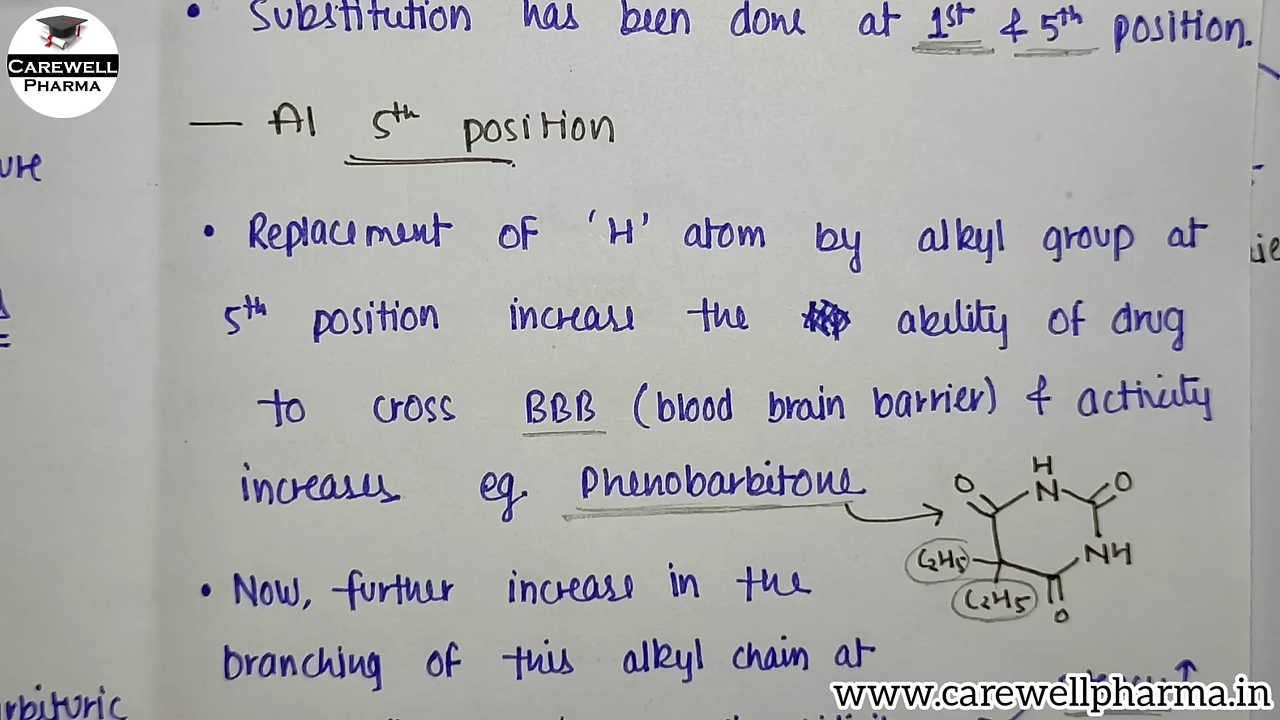 • Substitution has been done at 1st & 5th position.
CAREWELL
PHARMA
— At 5th position
ure
• Replacement of 'H' atom by alkyl group at
5th position increase the ability of drug
to cross BBB (blood brain barrier) & activity
increases eg. Phenobarbitone
H
O N O
C2H5 NH
C2H5
O
• Now, further increase in the
branching of this alkyl chain at
www.carewellpharma.in
rbituric